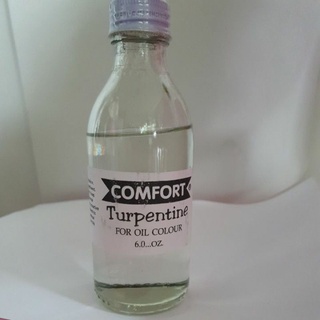 COMFORT
Turpentine
FOR OIL COLOUR
6.0...OZ.